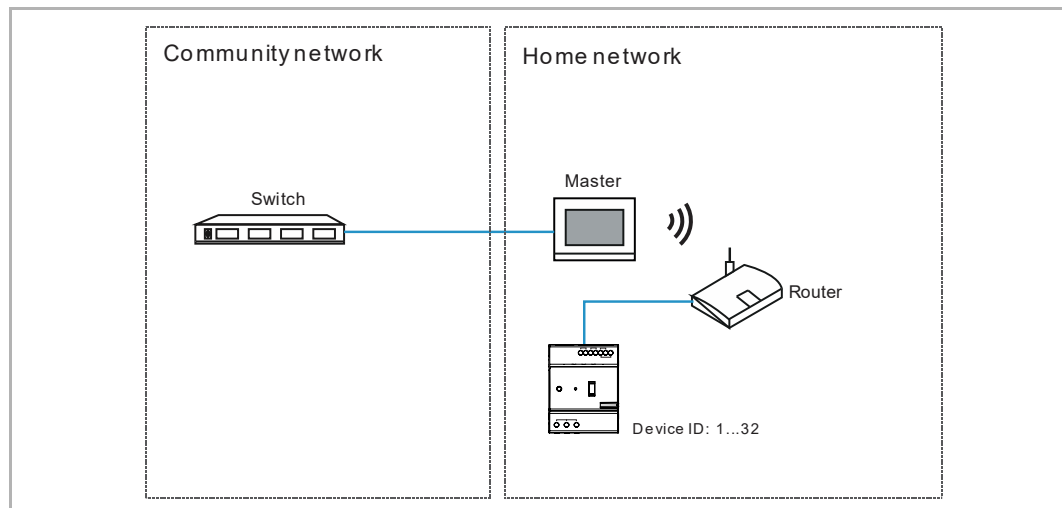 Community network
Home network
Master
Switch
Router
Device ID: 1...32